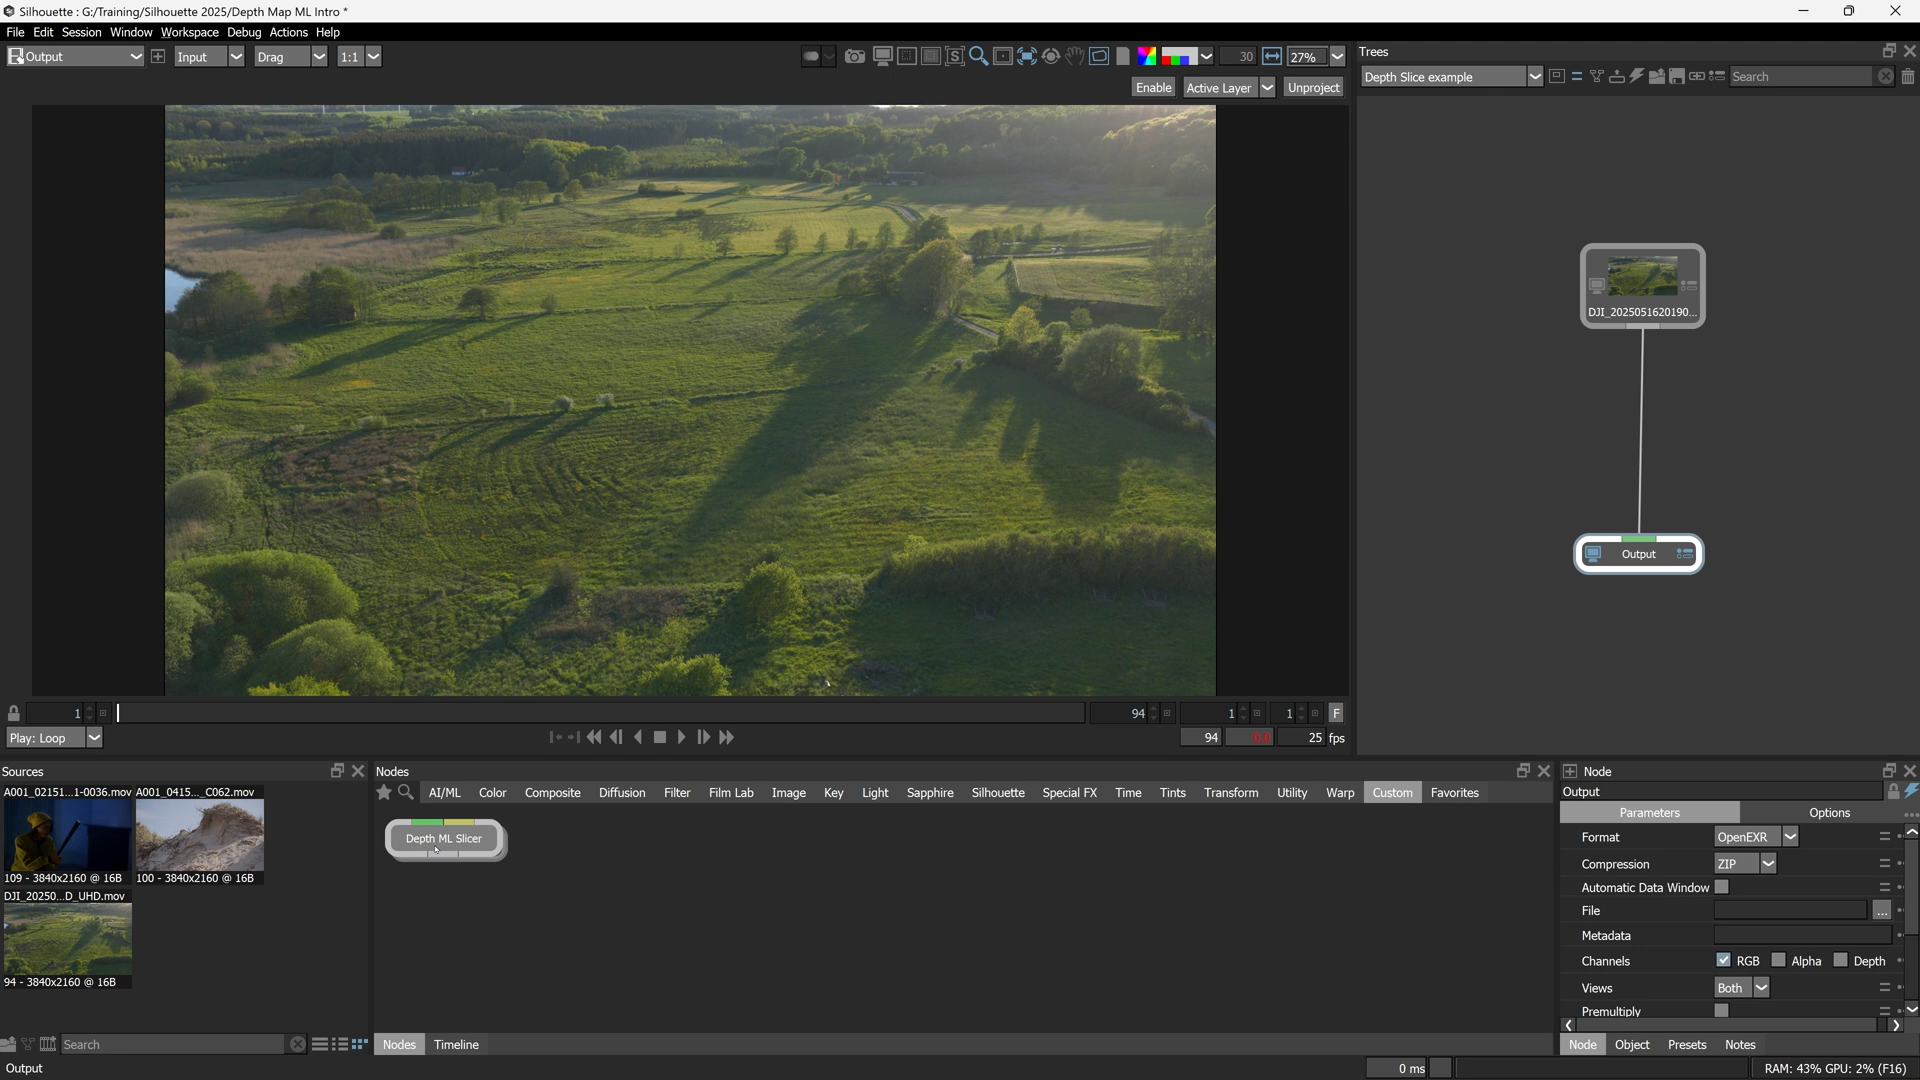 Silhouette : G:/Training/Silhouette 2025/Depth Map ML Intro *
File Edit Session Window Workspace Debug Actions Help
Output Input Drag 1:1 30 27%
Enable Active Layer Unproject
Trees
Depth Slice example Search
DJI_2025051620190...
Output
1 94 1 1 F
Play: Loop 94 0.0 25 fps
Sources
A001_02151...1-0036.mov A001_0415..._C062.mov
109 - 3840x2160 @ 16B 100 - 3840x2160 @ 16B
DJI_20250...D_UHD.mov
94 - 3840x2160 @ 16B
Search
Nodes
AI/ML Color Composite Diffusion Filter Film Lab Image Key Light Sapphire Silhouette Special FX Time Tints Transform Utility Warp Custom Favorites
Depth ML Slicer
Nodes Timeline
Node
Output
Parameters Options
Format OpenEXR
Compression ZIP
Automatic Data Window
File ...
Metadata
Channels RGB Alpha Depth
Views Both
Premultiply
Node Object Presets Notes
Output 0 ms RAM: 43% GPU: 2% (F16)